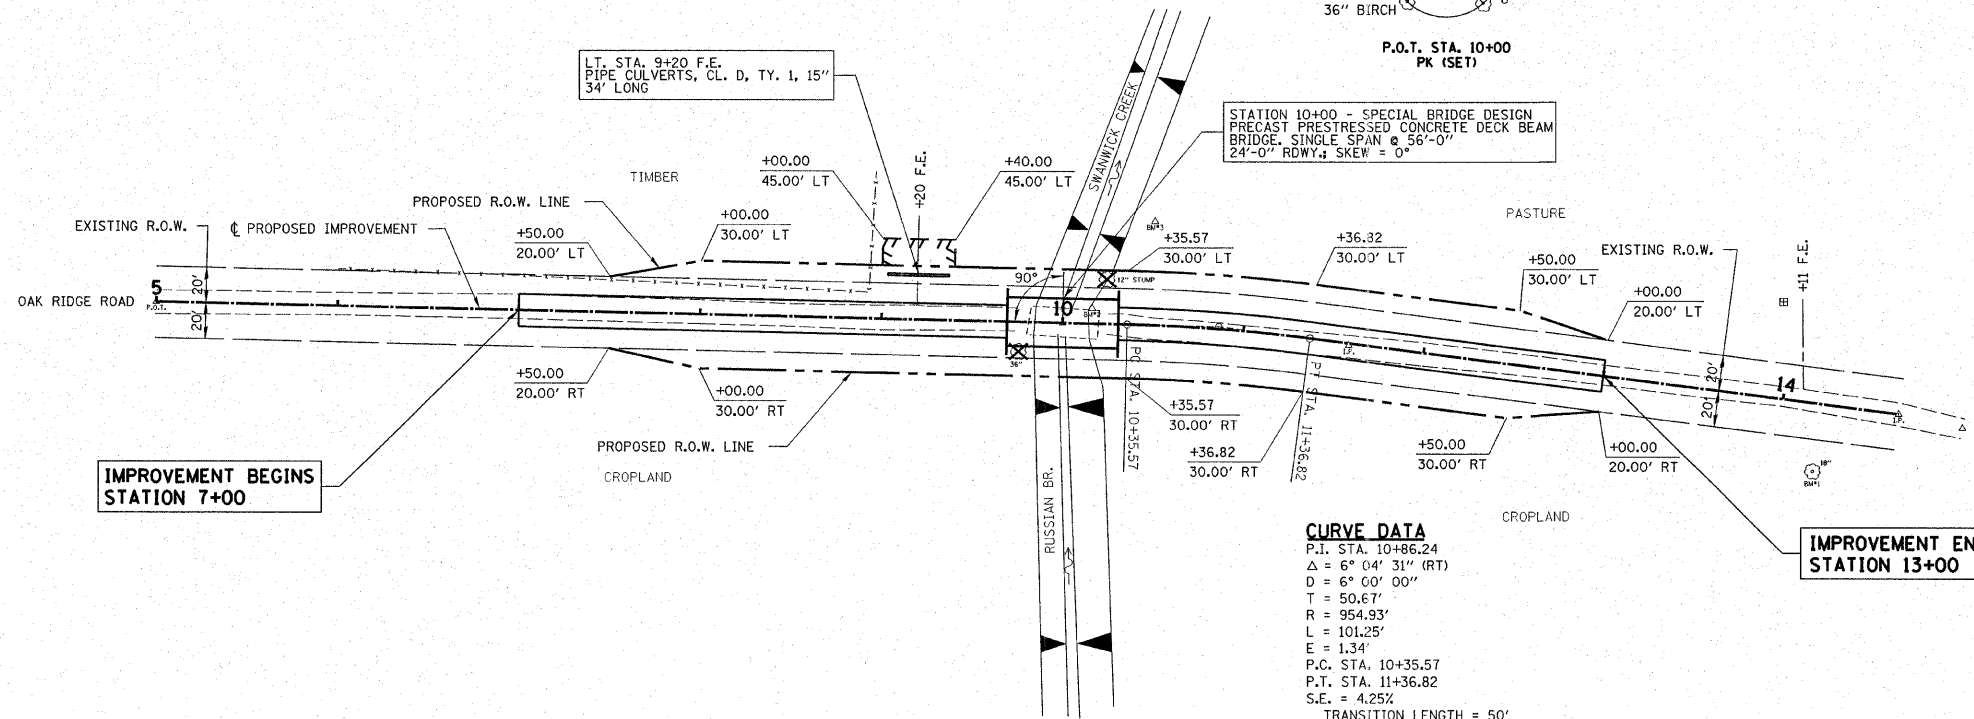 36" BIRCH
P.O.T. STA. 10+00
PK (SET)
LT. STA. 9+20 F.E.
PIPE CULVERTS, CL. D, TY. 1, 15"
34' LONG
STATION 10+00 - SPECIAL BRIDGE DESIGN
PRECAST PRESTRESSED CONCRETE DECK BEAM
BRIDGE. SINGLE SPAN @ 56'-0"
24'-0" RDWY.; SKEW = 0°
SWANWICK CREEK
TIMBER
+00.00
45.00' LT
+20 F.E.
+40.00
45.00' LT
PROPOSED R.O.W. LINE
EXISTING R.O.W.
℄ PROPOSED IMPROVEMENT
+50.00
20.00' LT
+00.00
30.00' LT
BM#3
+35.57
30.00' LT
+36.82
30.00' LT
PASTURE
EXISTING R.O.W.
+50.00
30.00' LT
+00.00
20.00' LT
+11 F.E.
OAK RIDGE ROAD
5
P.O.T.
20'
20'
90°
12" STUMP
10
BM#2
36"
I.P.
20'
20'
14
I.P.
+50.00
20.00' RT
+00.00
30.00' RT
PROPOSED R.O.W. LINE
CROPLAND
PC STA. 10+35.57
+35.57
30.00' RT
PT STA. 11+36.82
+36.82
30.00' RT
+50.00
30.00' RT
+00.00
20.00' RT
18"
BM#1
IMPROVEMENT BEGINS
STATION 7+00
RUSSIAN BR.
CROPLAND
IMPROVEMENT EN
STATION 13+00
CURVE DATA
P.I. STA. 10+86.24
Δ = 6° 04' 31" (RT)
D = 6° 00' 00"
T = 50.67'
R = 954.93'
L = 101.25'
E = 1.34'
P.C. STA. 10+35.57
P.T. STA. 11+36.82
S.E. = 4.25%
TRANSITION LENGTH = 50'